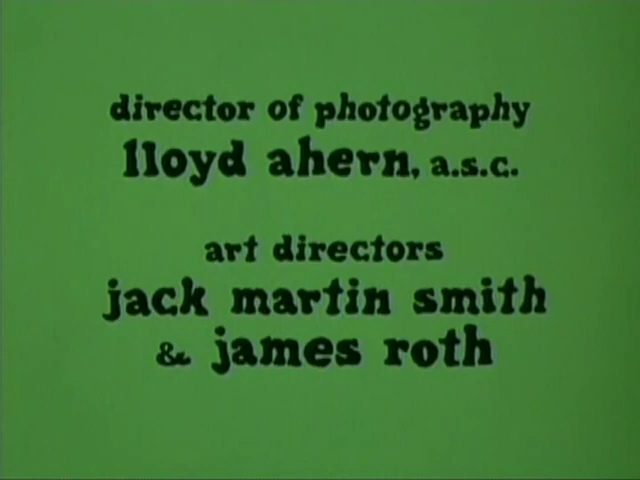 director of photography
lloyd ahern, a.s.c.
art directors
jack martin smith
& james roth